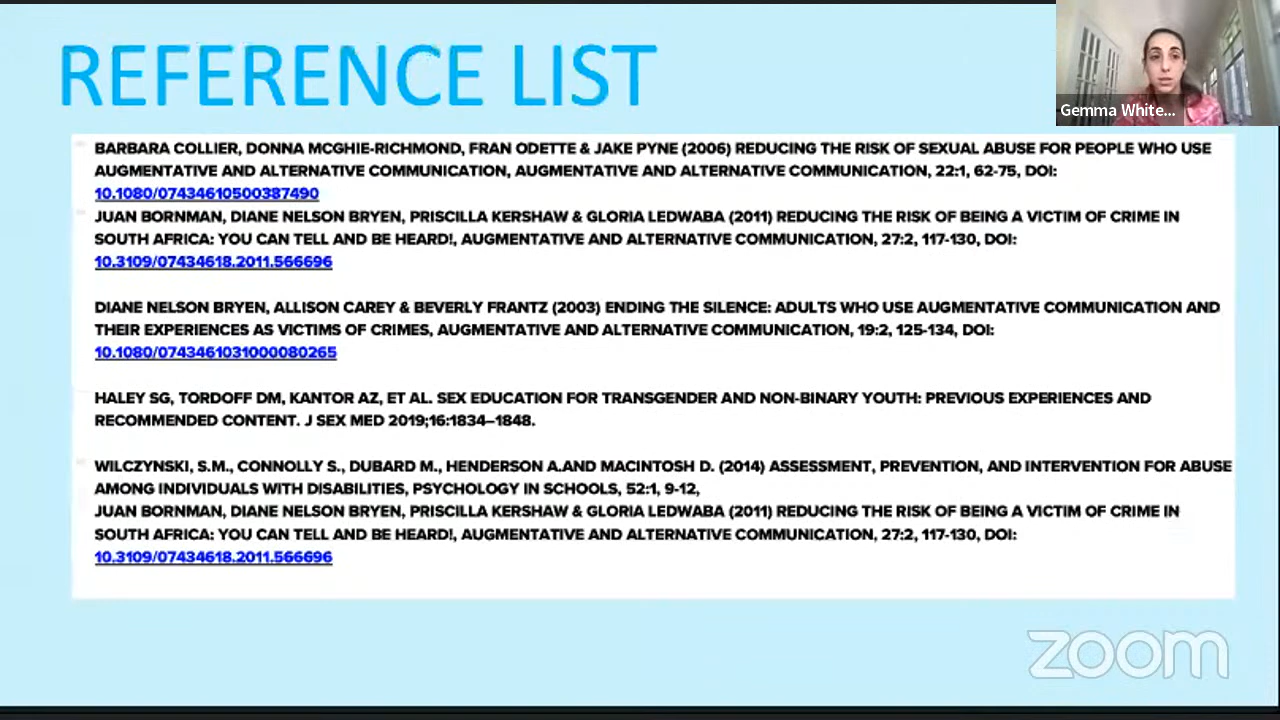 REFERENCE LIST
Gemma White...
BARBARA COLLIER, DONNA MCGHIE-RICHMOND, FRAN ODETTE & JAKE PYNE (2006) REDUCING THE RISK OF SEXUAL ABUSE FOR PEOPLE WHO USE
AUGMENTATIVE AND ALTERNATIVE COMMUNICATION, AUGMENTATIVE AND ALTERNATIVE COMMUNICATION, 22:1, 62-75, DOI:
10.1080/07434610500387490
JUAN BORNMAN, DIANE NELSON BRYEN, PRISCILLA KERSHAW & GLORIA LEDWABA (2011) REDUCING THE RISK OF BEING A VICTIM OF CRIME IN
SOUTH AFRICA: YOU CAN TELL AND BE HEARD!, AUGMENTATIVE AND ALTERNATIVE COMMUNICATION, 27:2, 117-130, DOI:
10.3109/07434618.2011.566696
DIANE NELSON BRYEN, ALLISON CAREY & BEVERLY FRANTZ (2003) ENDING THE SILENCE: ADULTS WHO USE AUGMENTATIVE COMMUNICATION AND
THEIR EXPERIENCES AS VICTIMS OF CRIMES, AUGMENTATIVE AND ALTERNATIVE COMMUNICATION, 19:2, 125-134, DOI:
10.1080/0743461031000080265
HALEY SG, TORDOFF DM, KANTOR AZ, ET AL. SEX EDUCATION FOR TRANSGENDER AND NON-BINARY YOUTH: PREVIOUS EXPERIENCES AND
RECOMMENDED CONTENT. J SEX MED 2019;16:1834–1848.
WILCZYNSKI, S.M., CONNOLLY S., DUBARD M., HENDERSON A.AND MACINTOSH D. (2014) ASSESSMENT, PREVENTION, AND INTERVENTION FOR ABUSE
AMONG INDIVIDUALS WITH DISABILITIES, PSYCHOLOGY IN SCHOOLS, 52:1, 9-12,
JUAN BORNMAN, DIANE NELSON BRYEN, PRISCILLA KERSHAW & GLORIA LEDWABA (2011) REDUCING THE RISK OF BEING A VICTIM OF CRIME IN
SOUTH AFRICA: YOU CAN TELL AND BE HEARD!, AUGMENTATIVE AND ALTERNATIVE COMMUNICATION, 27:2, 117-130, DOI:
10.3109/07434618.2011.566696
zoom